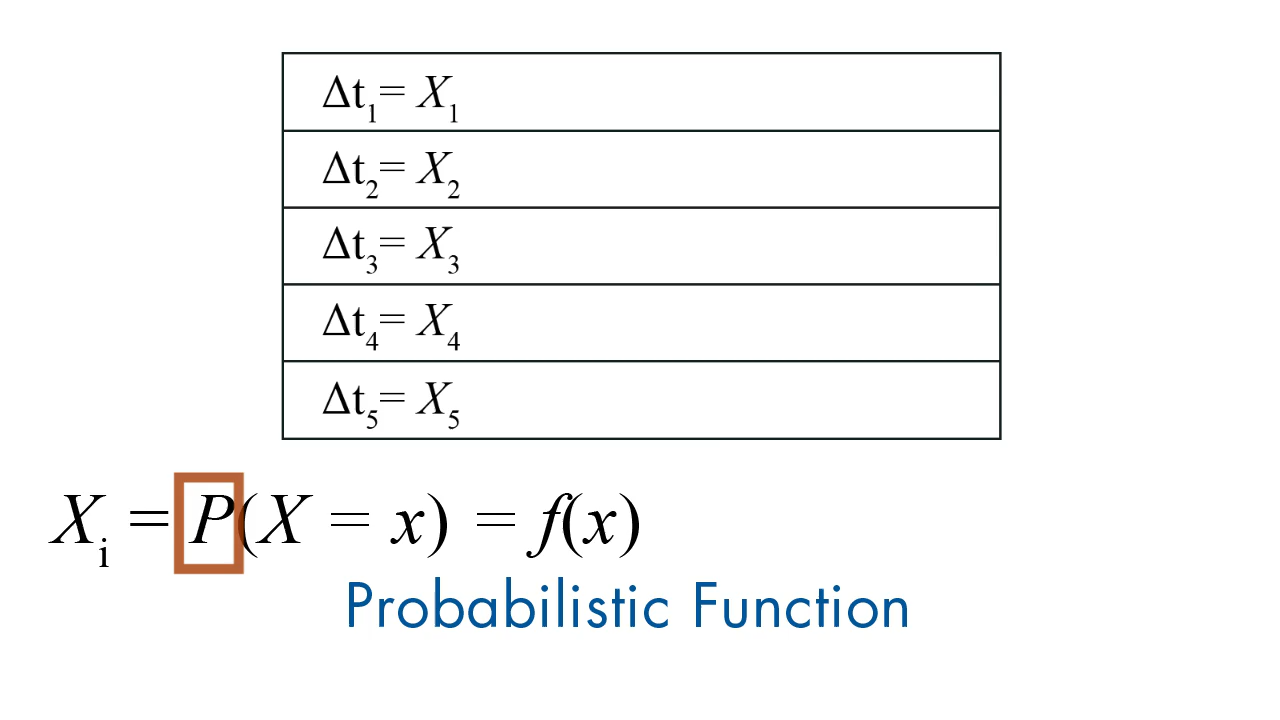 Δt₁= X₁
Δt₂= X₂
Δt₃= X₃
Δt₄= X₄
Δt₅= X₅
Xᵢ = P(X = x) = f(x)
Probabilistic Function